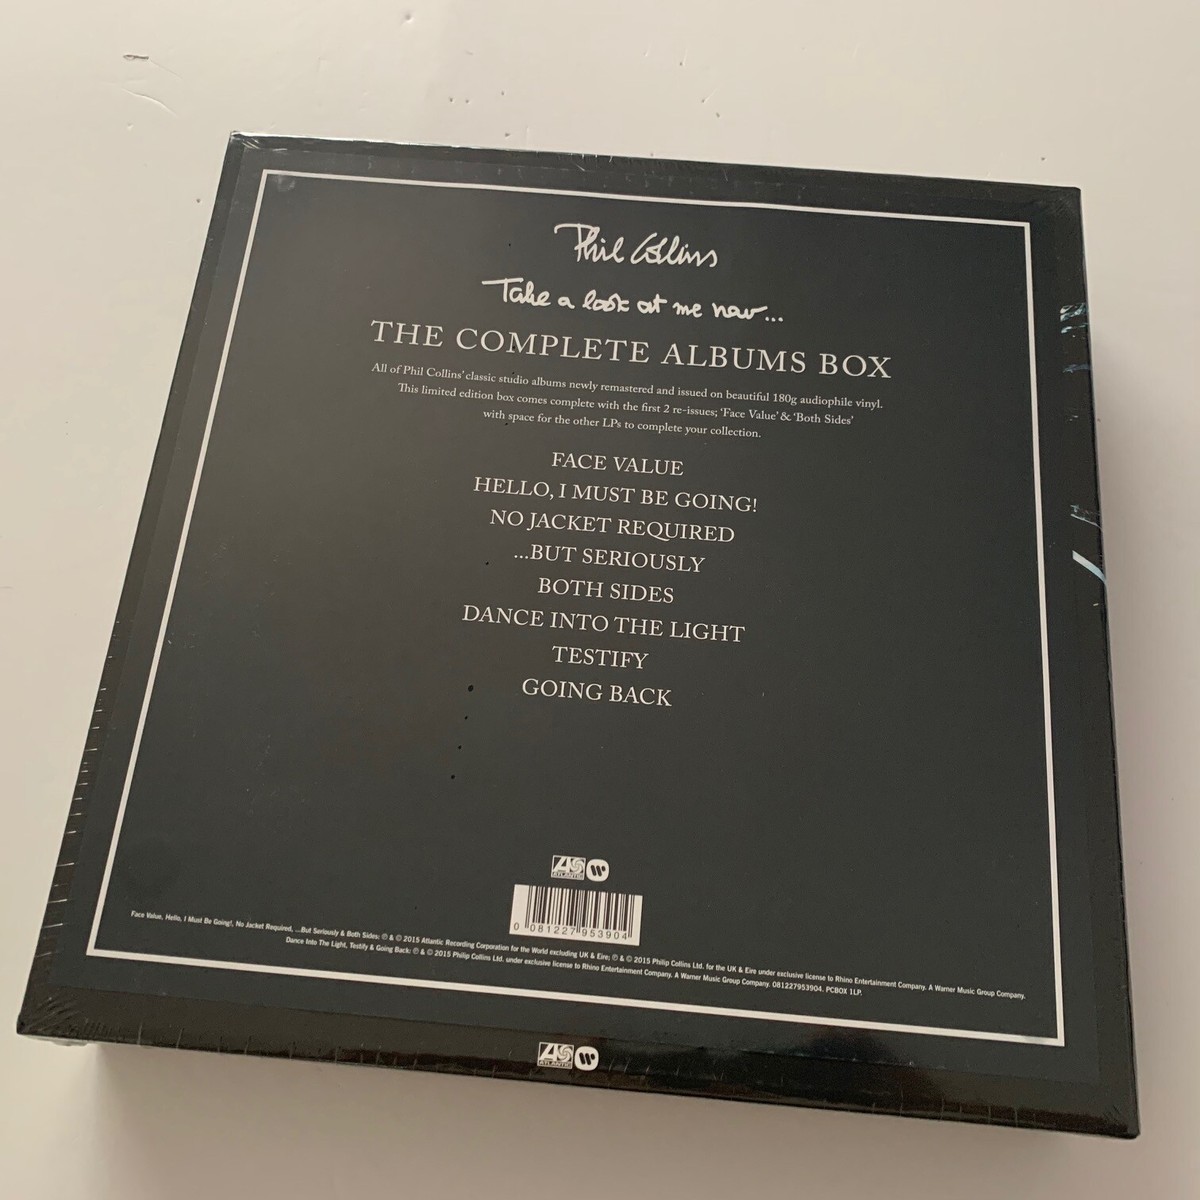 Phil Collins
Take a look at me now...
THE COMPLETE ALBUMS BOX
All of Phil Collins' classic studio albums newly remastered and issued on beautiful 180g audiophile vinyl.
This limited edition box comes complete with the first 2 re-issues; 'Face Value' & 'Both Sides'
with space for the other LPs to complete your collection.
FACE VALUE
HELLO, I MUST BE GOING!
NO JACKET REQUIRED
...BUT SERIOUSLY
BOTH SIDES
DANCE INTO THE LIGHT
TESTIFY
GOING BACK
ATLANTIC
0 081227 953904
Face Value, Hello, I Must Be Going!, No Jacket Required, ...But Seriously & Both Sides: ℗ & © 2015 Atlantic Recording Corporation for the World excluding UK & Eire; ℗ & © 2015 Philip Collins Ltd. for the UK & Eire under exclusive license to Rhino Entertainment Company. A Warner Music Group Company.
Dance Into The Light, Testify & Going Back: ℗ & © 2015 Philip Collins Ltd. under exclusive license to Rhino Entertainment Company. A Warner Music Group Company. 081227953904. PCBOX 1LP.
ATLANTIC